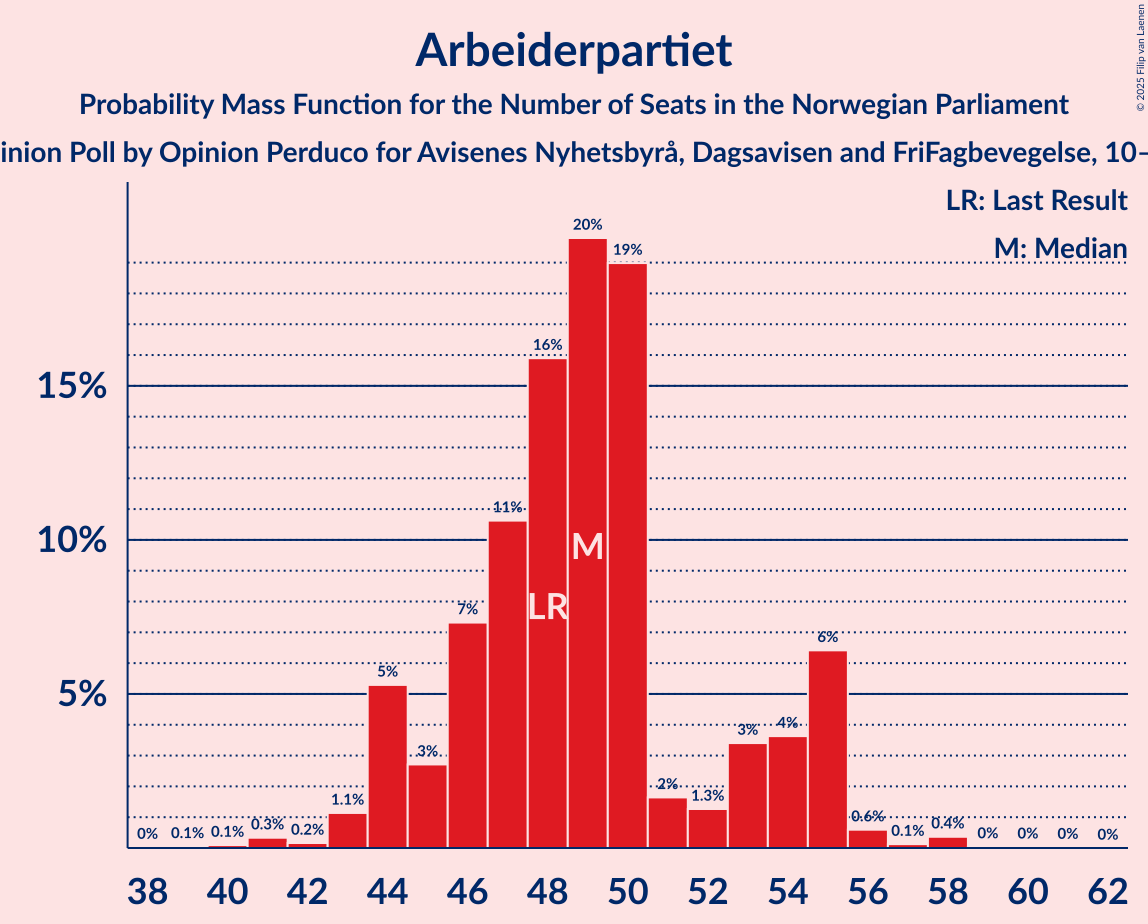 Arbeiderpartiet
Probability Mass Function for the Number of Seats in the Norwegian Parliament
inion Poll by Opinion Perduco for Avisenes Nyhetsbyrå, Dagsavisen and FriFagbevegelse, 10–
© 2025 Filip van Laenen
LR: Last Result
M: Median
15%
10%
5%
0% 0.1% 0.1% 0.3% 0.2% 1.1% 5% 3% 7% 11% 16% 20% 19% 2% 1.3% 3% 4% 6% 0.6% 0.1% 0.4% 0% 0% 0% 0%
M
LR
38 40 42 44 46 48 50 52 54 56 58 60 62